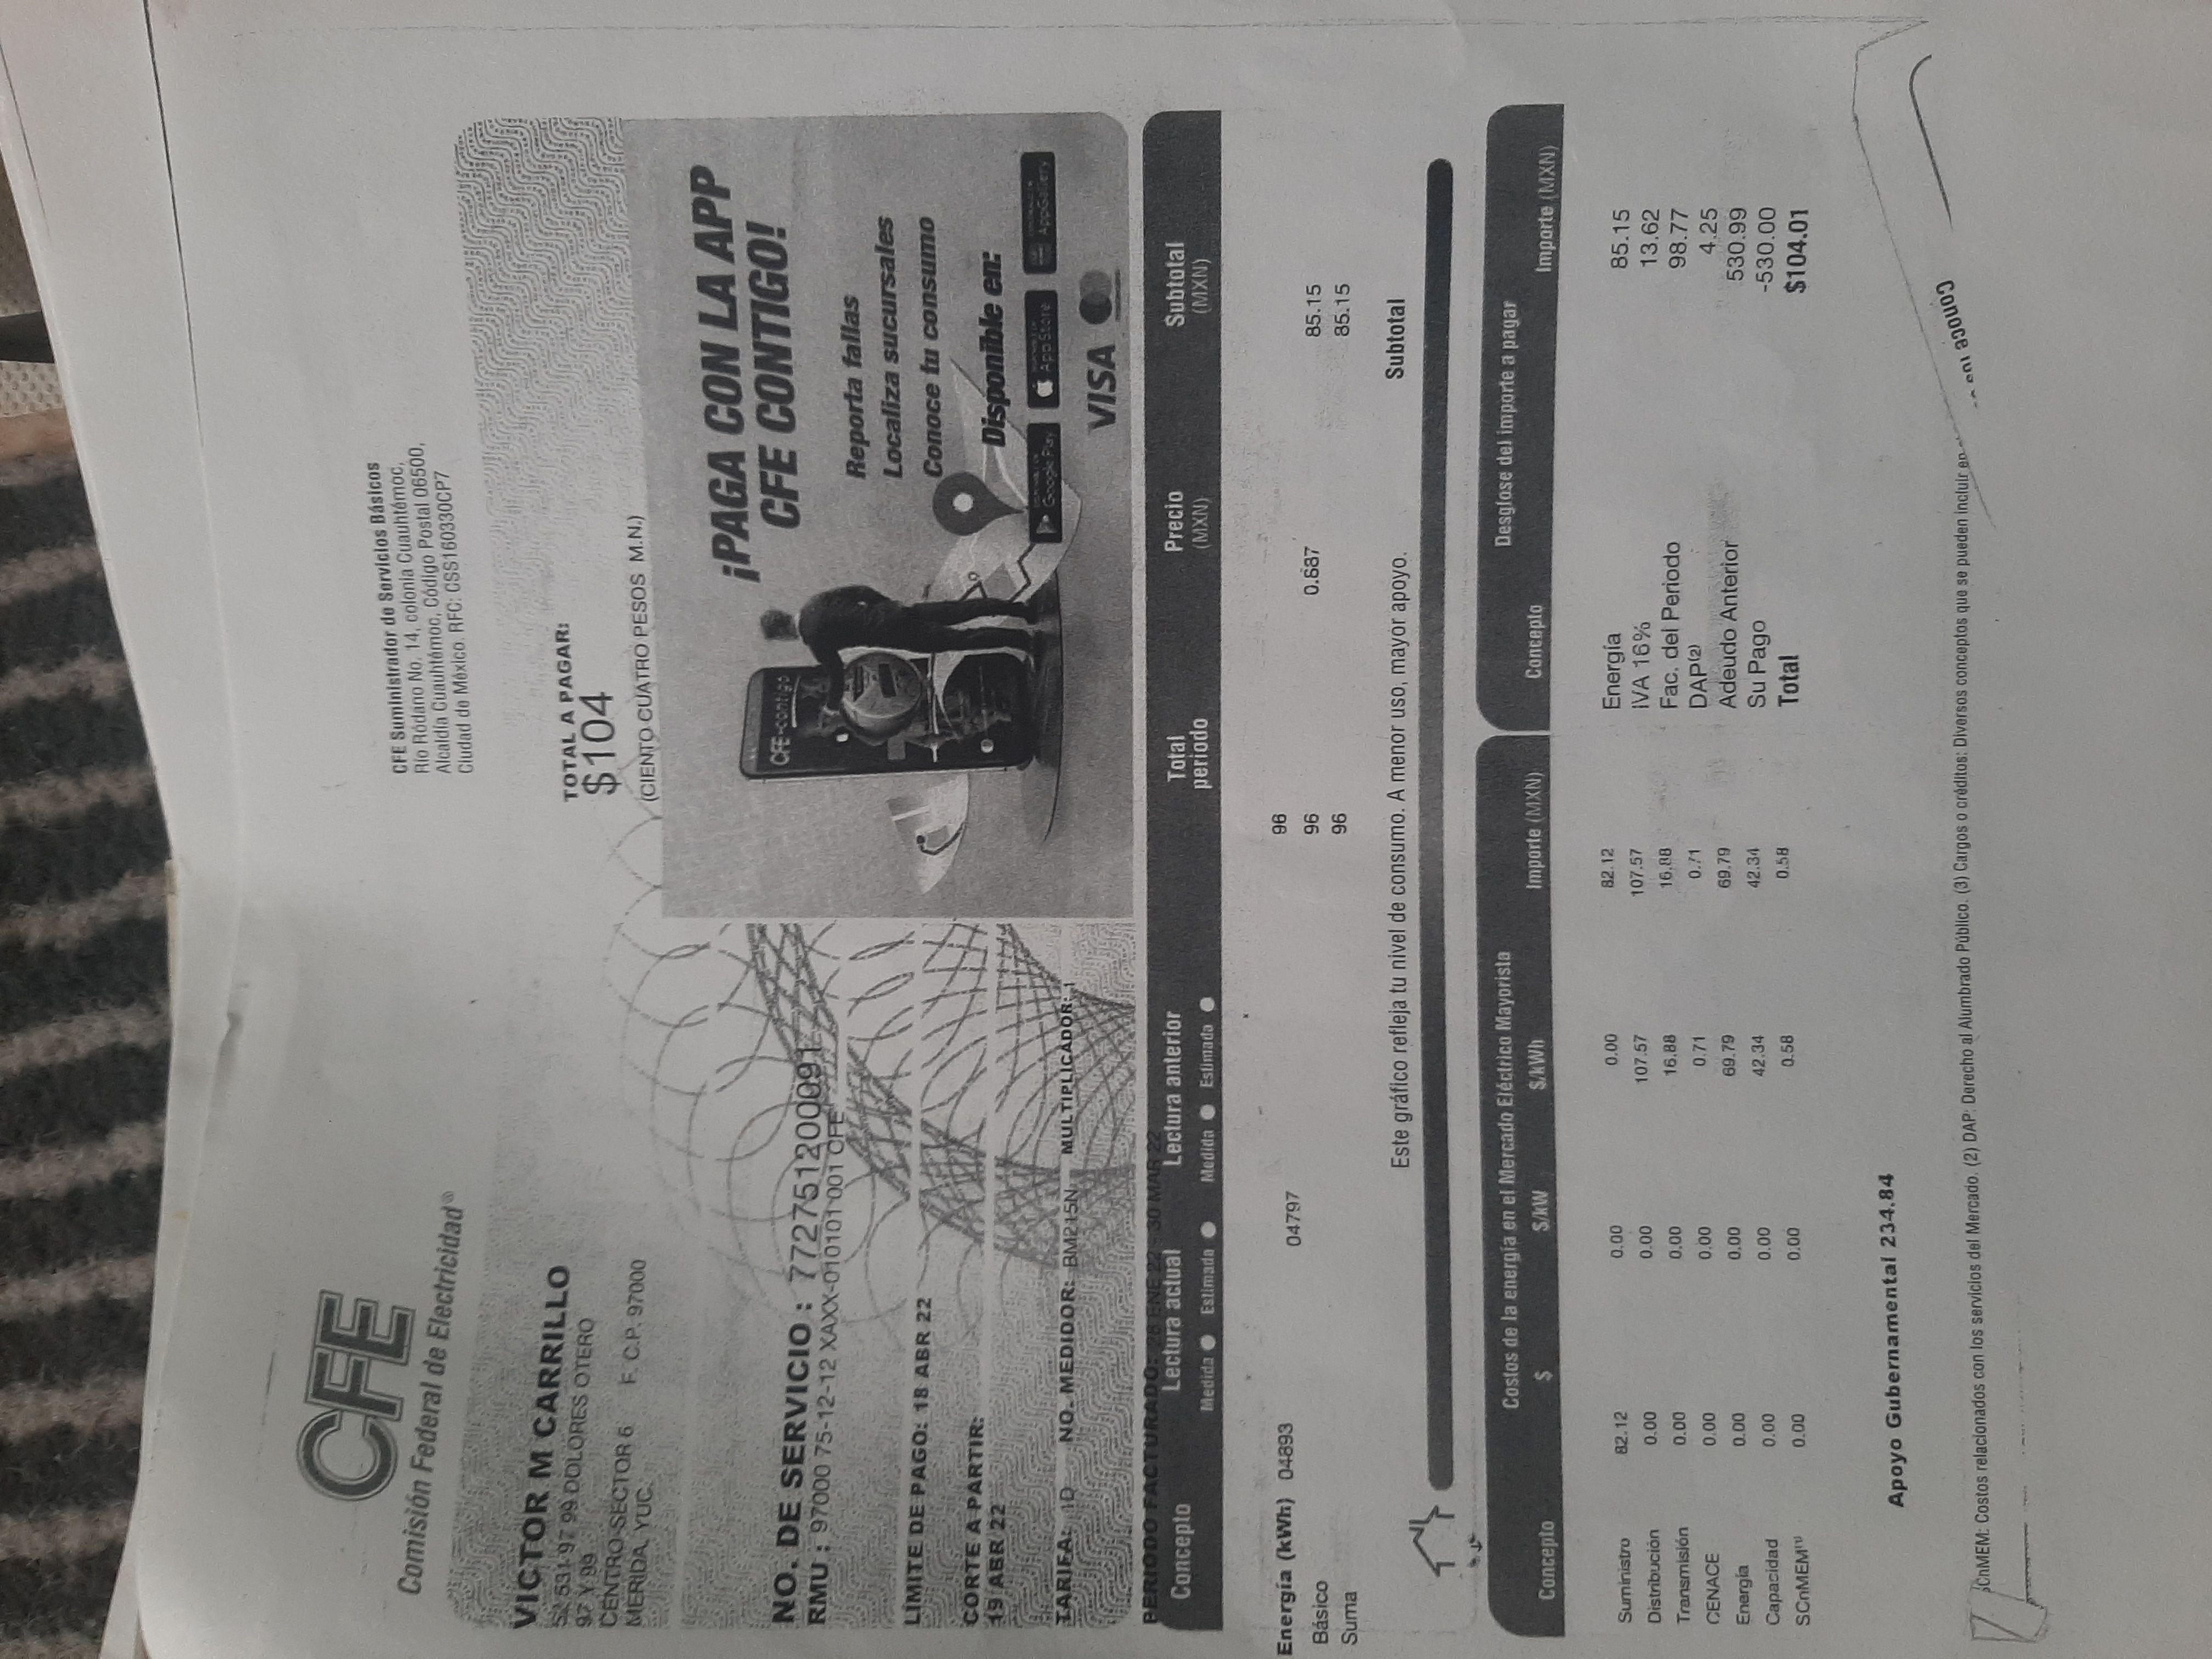 CFE
Comisión Federal de Electricidad®
CFE Suministrador de Servicios Básicos
Río Ródano No. 14, colonia Cuauhtémoc,
Alcaldía Cuauhtémoc, Código Postal 06500,
Ciudad de México. RFC: CSS160330CP7
VICTOR M CARRILLO
52 531 97 99 DOLORES OTERO
97 Y 99
CENTRO-SECTOR 6 F. C.P. 97000
MERIDA, YUC.
TOTAL A PAGAR:
$104
(CIENTO CUATRO PESOS M.N.)
NO. DE SERVICIO : 772751200091
RMU : 97000 75-12-12 XAXX-010101 001 CFE
LÍMITE DE PAGO: 18 ABR 22
CORTE A PARTIR:
19 ABR 22
TARIFA: 1D NO. MEDIDOR: BM215N MULTIPLICADOR: 1
PERIODO FACTURADO: 28 ENE 22 - 30 MAR 22
¡PAGA CON LA APP
CFE CONTIGO!
CFE-contigo
Reporta fallas
Localiza sucursales
Conoce tu consumo
Disponible en:
Google Play App Store AppGallery
VISA
Concepto Lectura actual Lectura anterior Total periodo Precio (MXN) Subtotal (MXN)
Medida Estimada Medida Estimada
Energía (kWh) 04893 04797 96
Básico 96 0.887 85.15
Suma 96 85.15
Este gráfico refleja tu nivel de consumo. A menor uso, mayor apoyo. Subtotal
Costos de la energía en el Mercado Eléctrico Mayorista
Concepto $ $/kW $/kWh Importe (MXN)
Suministro 82.12 0.00 0.00 82.12
Distribución 0.00 0.00 107.57 107.57
Transmisión 0.00 0.00 16.88 16.88
CENACE 0.00 0.00 0.71 0.71
Energía 0.00 0.00 69.79 69.79
Capacidad 0.00 0.00 42.34 42.34
SCnMEM(1) 0.00 0.00 0.58 0.58
Desglose del importe a pagar
Concepto Importe (MXN)
Energía 85.15
IVA 16% 13.62
Fac. del Periodo 98.77
DAP(2) 4.25
Adeudo Anterior 530.99
Su Pago -530.00
Total $104.01
Apoyo Gubernamental 234.84
SCnMEM: Costos relacionados con los servicios del Mercado. (2) DAP: Derecho al Alumbrado Público. (3) Cargos o créditos: Diversos conceptos que se pueden incluir en
Conoce tus